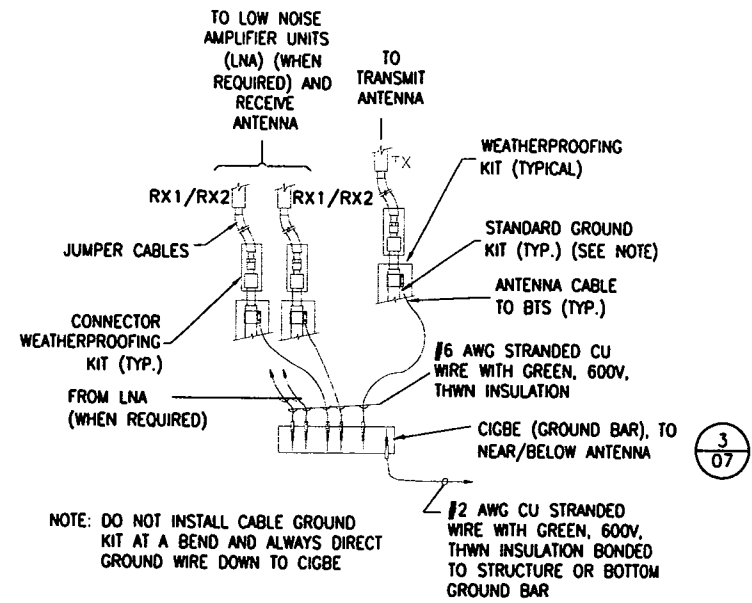 TO LOW NOISE
AMPLIFIER UNITS
(LNA) (WHEN
REQUIRED) AND
RECEIVE
ANTENNA
TO
TRANSMIT
ANTENNA
TX
WEATHERPROOFING
KIT (TYPICAL)
RX1/RX2
RX1/RX2
STANDARD GROUND
KIT (TYP.) (SEE NOTE)
JUMPER CABLES
ANTENNA CABLE
TO BTS (TYP.)
CONNECTOR
WEATHERPROOFING
KIT (TYP.)
#6 AWG STRANDED CU
WIRE WITH GREEN, 600V,
THWN INSULATION
FROM LNA
(WHEN REQUIRED)
CIGBE (GROUND BAR), TO
NEAR/BELOW ANTENNA
3
07
NOTE: DO NOT INSTALL CABLE GROUND
KIT AT A BEND AND ALWAYS DIRECT
GROUND WIRE DOWN TO CIGBE
#2 AWG CU STRANDED
WIRE WITH GREEN, 600V,
THWN INSULATION BONDED
TO STRUCTURE OR BOTTOM
GROUND BAR